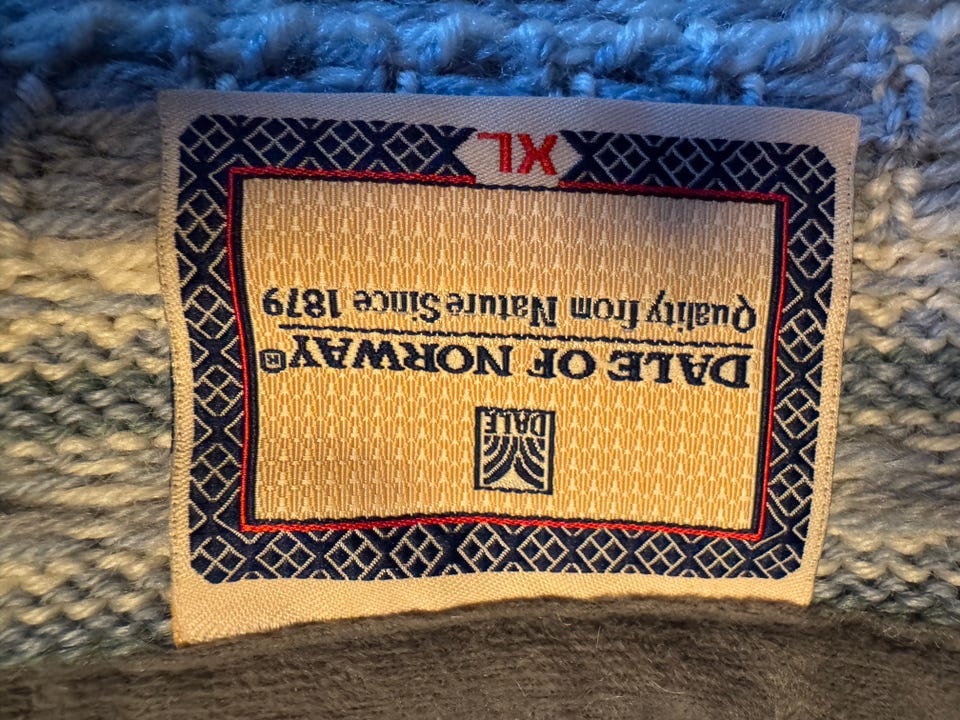 DALE
DALE OF NORWAY®
Quality from Nature Since 1879
XL